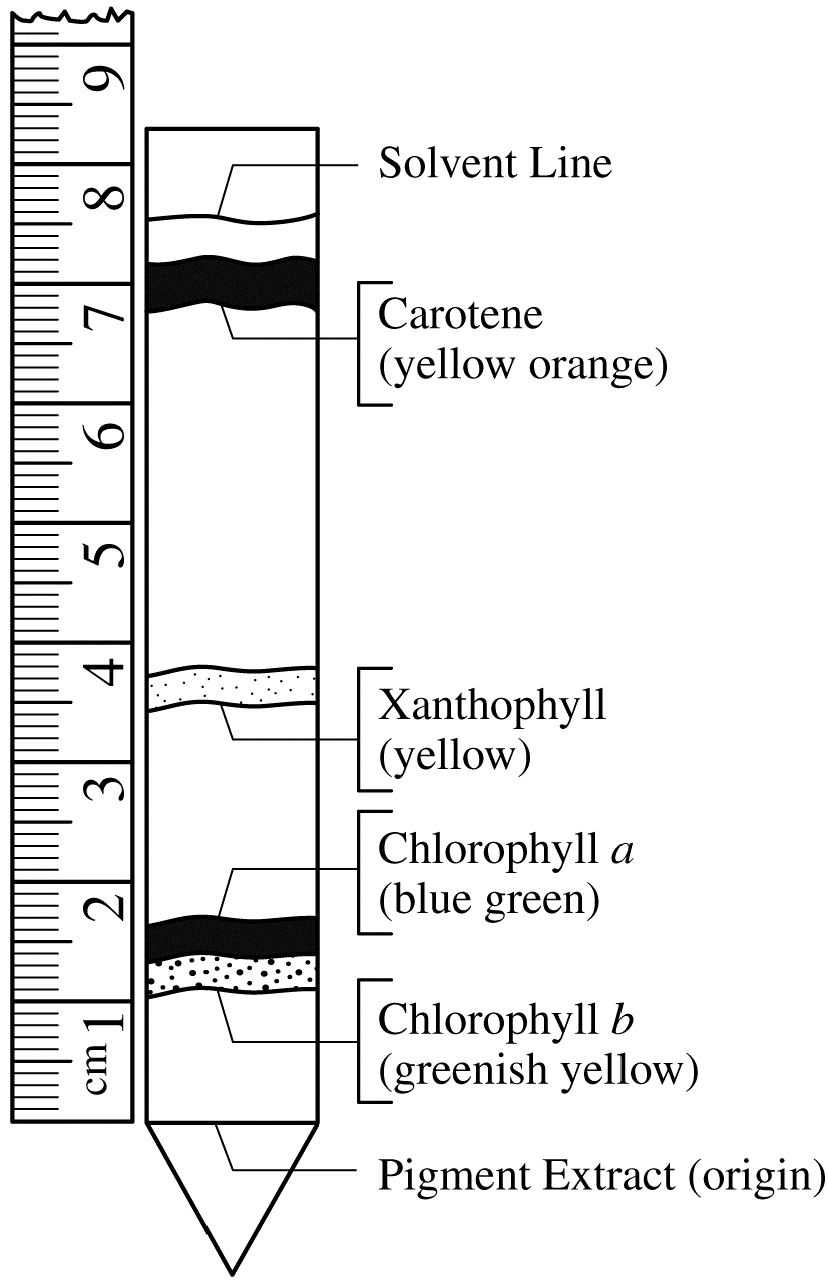 9
8
7
6
5
4
3
2
1
cm
Solvent Line
Carotene
(yellow orange)
Xanthophyll
(yellow)
Chlorophyll a
(blue green)
Chlorophyll b
(greenish yellow)
Pigment Extract (origin)